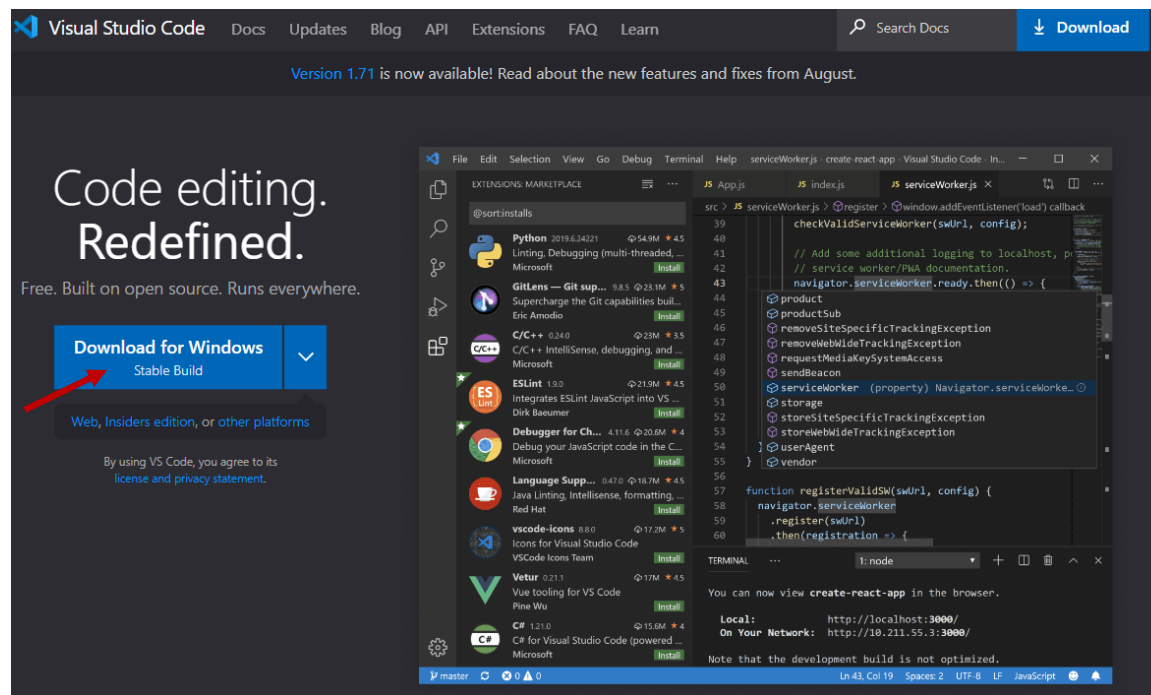 Visual Studio Code Docs Updates Blog API Extensions FAQ Learn Search Docs Download
Version 1.71 is now available! Read about the new features and fixes from August.
Code editing.
Redefined.
Free. Built on open source. Runs everywhere.
Download for Windows
Stable Build
Web, Insiders edition, or other platforms
By using VS Code, you agree to its
license and privacy statement.
File Edit Selection View Go Debug Terminal Help serviceWorker.js - create-react-app - Visual Studio Code - In...
EXTENSIONS: MARKETPLACE
@sort:installs
Python 2019.6.24221 54.9M 4.5
Linting, Debugging (multi-threaded, ...
Microsoft Install
GitLens — Git sup... 9.8.5 23.1M 5
Supercharge the Git capabilities buil...
Eric Amodio Install
C/C++ 0.24.0 23M 3.5
C/C++ IntelliSense, debugging, and ...
Microsoft Install
ESLint 1.9.0 21.9M 4.5
Integrates ESLint JavaScript into VS ...
Dirk Baeumer Install
Debugger for Ch... 4.11.6 20.6M 4
Debug your JavaScript code in the C...
Microsoft Install
Language Supp... 0.47.0 18.7M 4.5
Java Linting, Intellisense, formatting, ...
Red Hat Install
vscode-icons 8.8.0 17.2M 5
Icons for Visual Studio Code
VSCode Icons Team Install
Vetur 0.21.1 17M 4.5
Vue tooling for VS Code
Pine Wu Install
C# 1.21.0 15.6M 4
C# for Visual Studio Code (powered ...
Microsoft Install
C/C++
ES
Lint
C#
JS App.js JS index.js JS serviceWorker.js
src > JS serviceWorker.js > register > window.addEventListener('load') callback
39 checkValidServiceWorker(swUrl, config);
40
41 // Add some additional logging to localhost, p
42 // service worker/PWA documentation.
43 navigator.serviceWorker.ready.then(() => {
44 product
45 productSub
46 removeSiteSpecificTrackingException
47 removeWebWideTrackingException
48 requestMediaKeySystemAccess
49 sendBeacon
50 serviceWorker (property) Navigator.serviceWorke...
51 storage
52 storeSiteSpecificTrackingException
53 storeWebWideTrackingException
54 } userAgent
55 } vendor
56
57 function registerValidSW(swUrl, config) {
58 navigator.serviceWorker
59 .register(swUrl)
60 .then(registration => {
TERMINAL ... 1: node
You can now view create-react-app in the browser.
Local: http://localhost:3000/
On Your Network: http://10.211.55.3:3000/
Note that the development build is not optimized.
master 0 0 Ln 43, Col 19 Spaces: 2 UTF-8 LF JavaScript